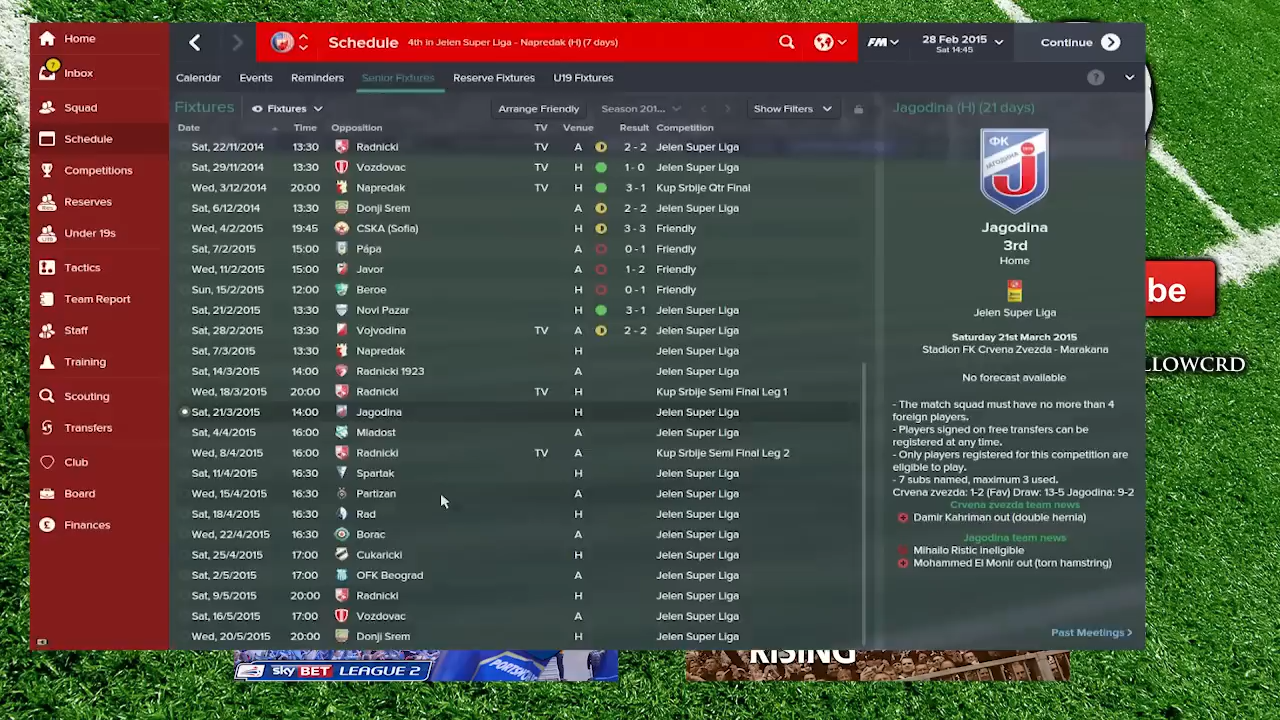 Home
Schedule
4th in Jelen Super Liga - Napredak (H) (7 days)
FM
28 Feb 2015
Sat 14:45
Continue
7
Inbox
Squad
Schedule
Competitions
Reserves
Under 19s
Tactics
Team Report
Staff
Training
Scouting
Transfers
Club
Board
Finances
Calendar Events Reminders Senior Fixtures Reserve Fixtures U19 Fixtures ?
Fixtures Fixtures Arrange Friendly Season 201... Show Filters
Date Time Opposition TV Venue Result Competition
Sat, 22/11/2014 13:30 Radnicki TV A 2 - 2 Jelen Super Liga
Sat, 29/11/2014 13:30 Vozdovac TV H 1 - 0 Jelen Super Liga
Wed, 3/12/2014 20:00 Napredak TV H 3 - 1 Kup Srbije Qtr Final
Sat, 6/12/2014 13:30 Donji Srem A 2 - 2 Jelen Super Liga
Wed, 4/2/2015 19:45 CSKA (Sofia) H 3 - 3 Friendly
Sat, 7/2/2015 15:00 Pápa A 0 - 1 Friendly
Wed, 11/2/2015 15:00 Javor A 1 - 2 Friendly
Sun, 15/2/2015 12:00 Beroe H 0 - 1 Friendly
Sat, 21/2/2015 13:30 Novi Pazar H 3 - 1 Jelen Super Liga
Sat, 28/2/2015 13:30 Vojvodina TV A 2 - 2 Jelen Super Liga
Sat, 7/3/2015 13:30 Napredak H Jelen Super Liga
Sat, 14/3/2015 14:00 Radnicki 1923 A Jelen Super Liga
Wed, 18/3/2015 20:00 Radnicki TV H Kup Srbije Semi Final Leg 1
Sat, 21/3/2015 14:00 Jagodina H Jelen Super Liga
Sat, 4/4/2015 16:00 Mladost A Jelen Super Liga
Wed, 8/4/2015 16:00 Radnicki TV A Kup Srbije Semi Final Leg 2
Sat, 11/4/2015 16:30 Spartak H Jelen Super Liga
Wed, 15/4/2015 16:30 Partizan A Jelen Super Liga
Sat, 18/4/2015 16:30 Rad H Jelen Super Liga
Wed, 22/4/2015 16:30 Borac A Jelen Super Liga
Sat, 25/4/2015 17:00 Cukaricki H Jelen Super Liga
Sat, 2/5/2015 17:00 OFK Beograd A Jelen Super Liga
Sat, 9/5/2015 20:00 Radnicki H Jelen Super Liga
Sat, 16/5/2015 17:00 Vozdovac A Jelen Super Liga
Wed, 20/5/2015 20:00 Donji Srem H Jelen Super Liga
Jagodina (H) (21 days)
ФК
ЈАГОДИНА
Jagodina
3rd
Home
Jelen Super Liga
Saturday 21st March 2015
Stadion FK Crvena Zvezda - Marakana
No forecast available
- The match squad must have no more than 4
foreign players.
- Players signed on free transfers can be
registered at any time.
- Only players registered for this competition are
eligible to play.
- 7 subs named, maximum 3 used.
Crvena zvezda: 1-2 (Fav) Draw: 13-5 Jagodina: 9-2
Crvena zvezda team news
Damir Kahriman out (double hernia)
Jagodina team news
Mihailo Ristic ineligible
Mohammed El Monir out (torn hamstring)
Past Meetings >
be
LLOWCRD
sky BET LEAGUE 2
RISING